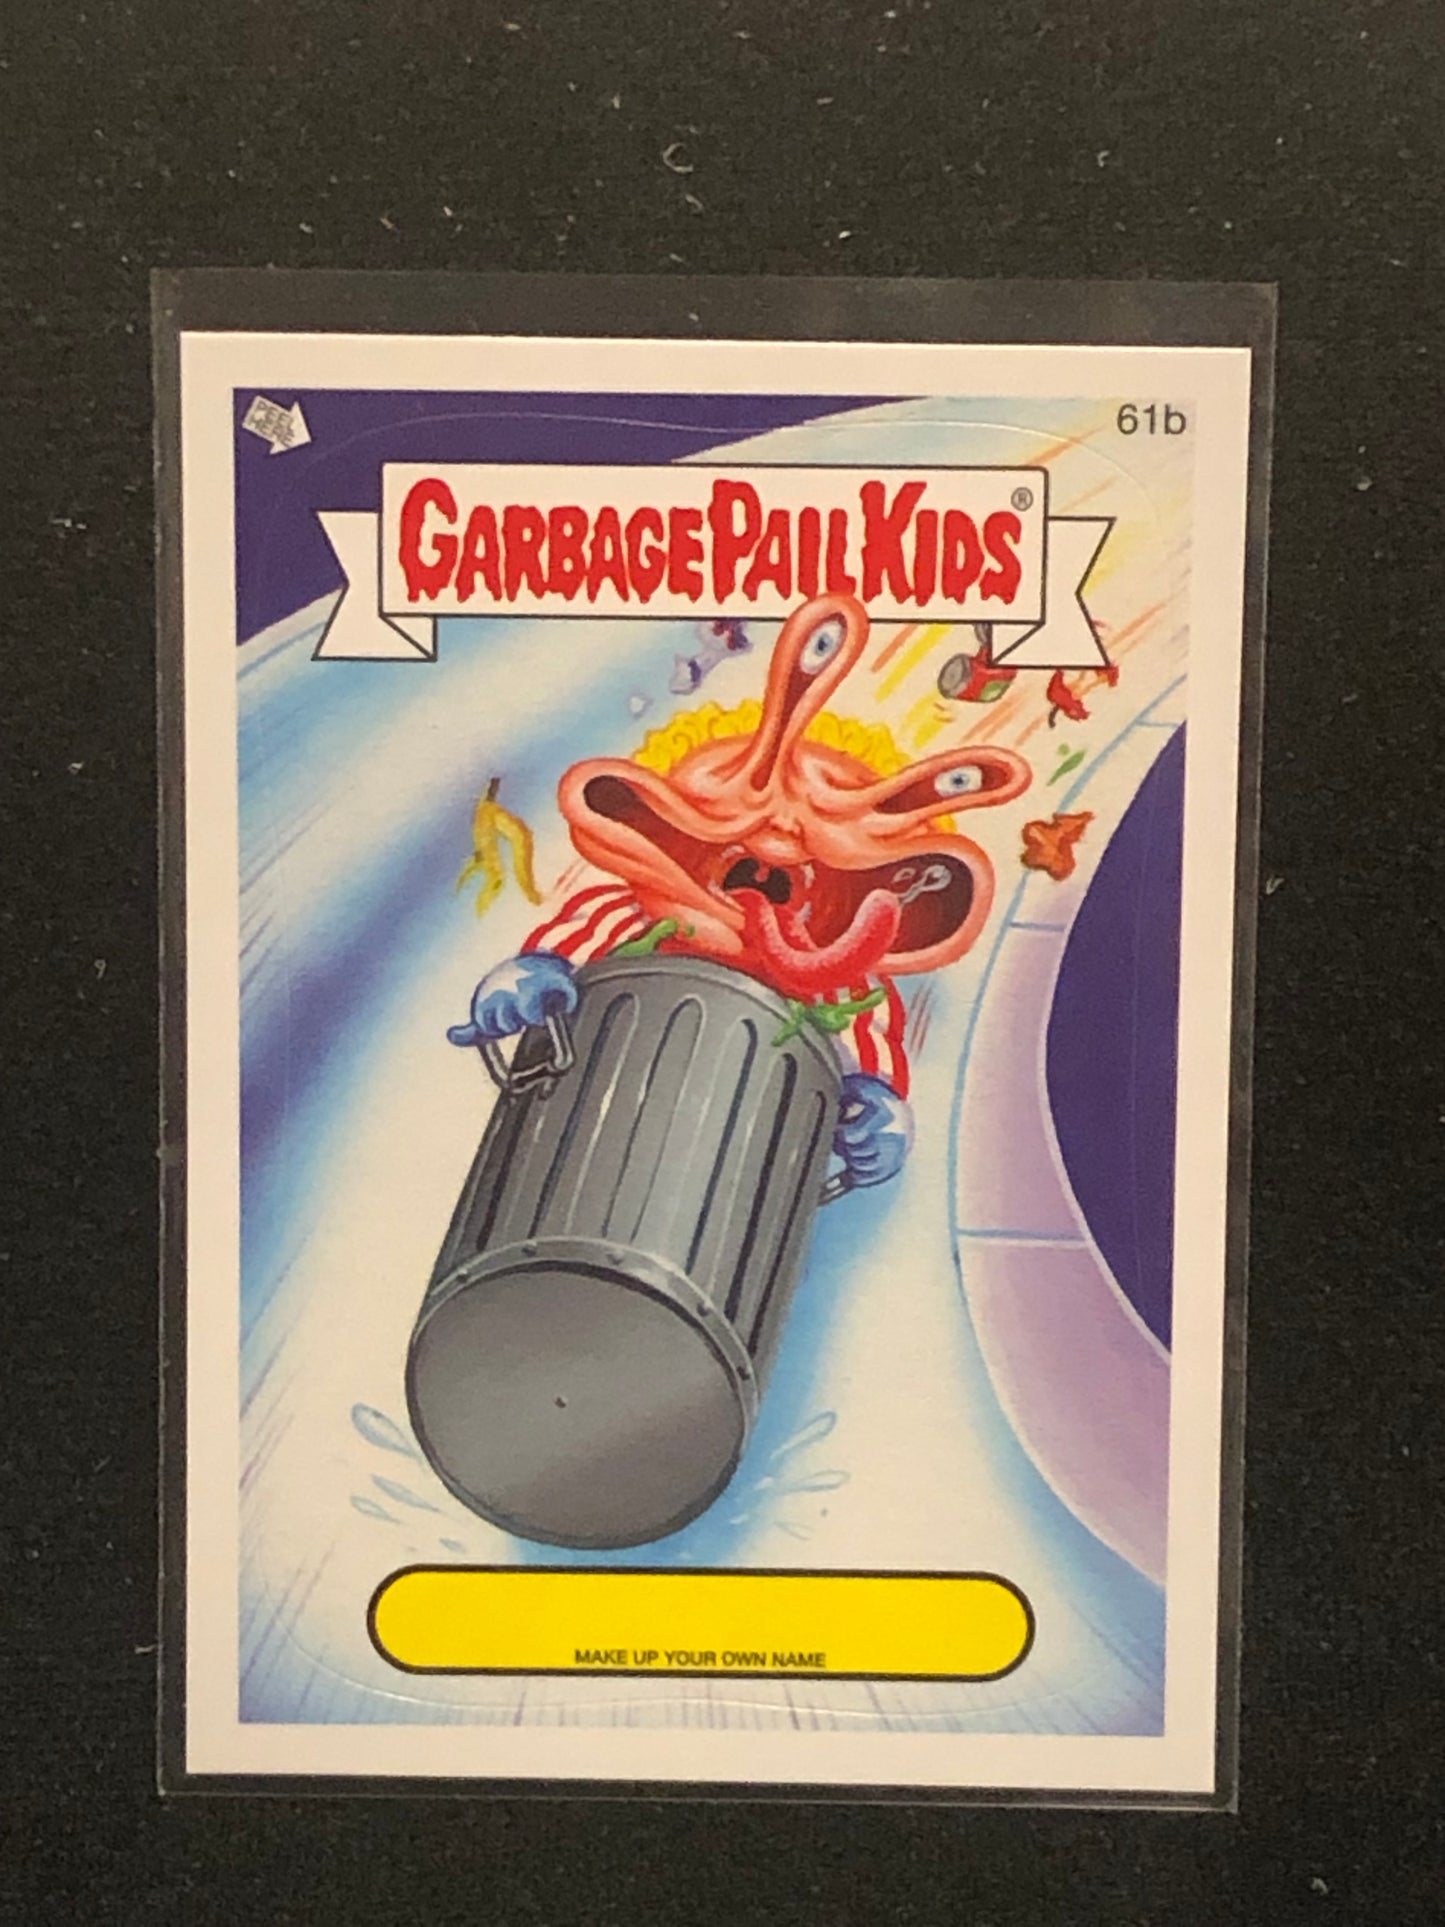 PEEL
HERE
61b
GARBAGE PAIL KIDS®
MAKE UP YOUR OWN NAME